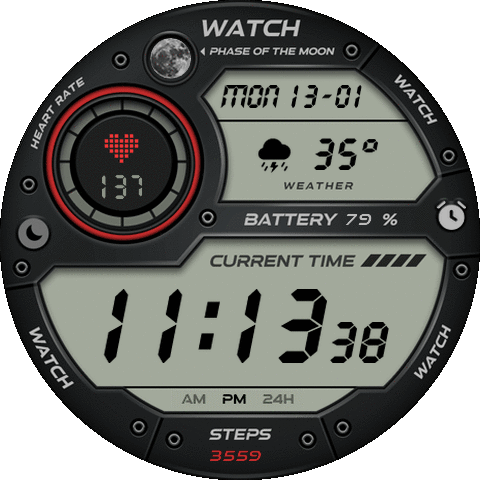 WATCH
PHASE OF THE MOON
HEART RATE
WATCH
MON 13-01
35°
WEATHER
137
BATTERY 79 %
CURRENT TIME
11:13 38
AM PM 24H
WATCH
WATCH
STEPS
3559